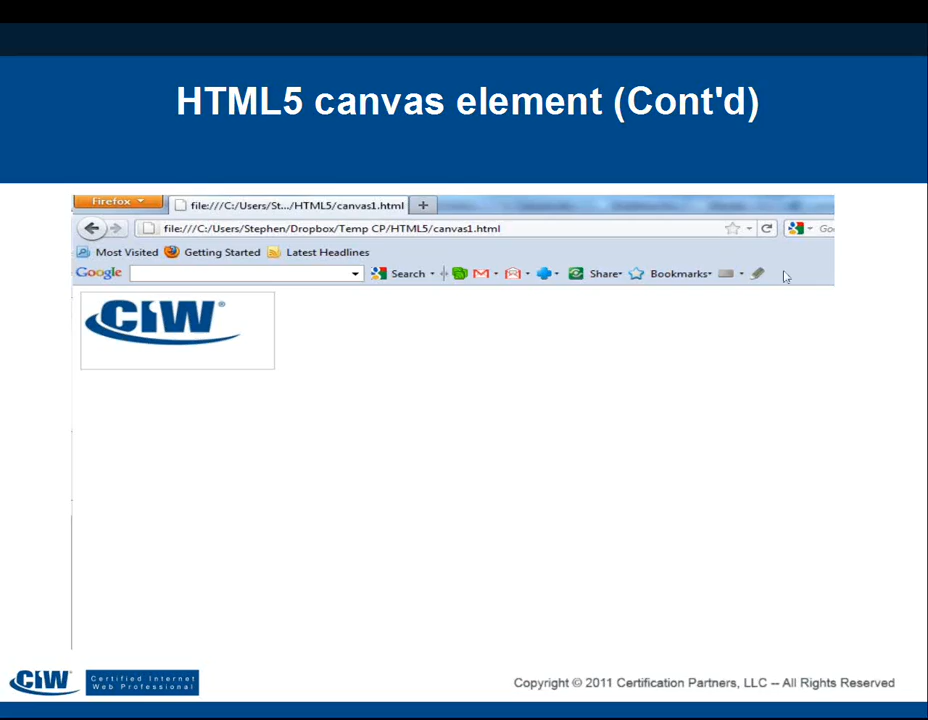 HTML5 canvas element (Cont'd)
Firefox
file:///C:/Users/St.../HTML5/canvas1.html
file:///C:/Users/Stephen/Dropbox/Temp CP/HTML5/canvas1.html
Goo
Most Visited Getting Started Latest Headlines
Google Search Share Bookmarks
CIW®
CIW Certified Internet
Web Professional
Copyright © 2011 Certification Partners, LLC -- All Rights Reserved